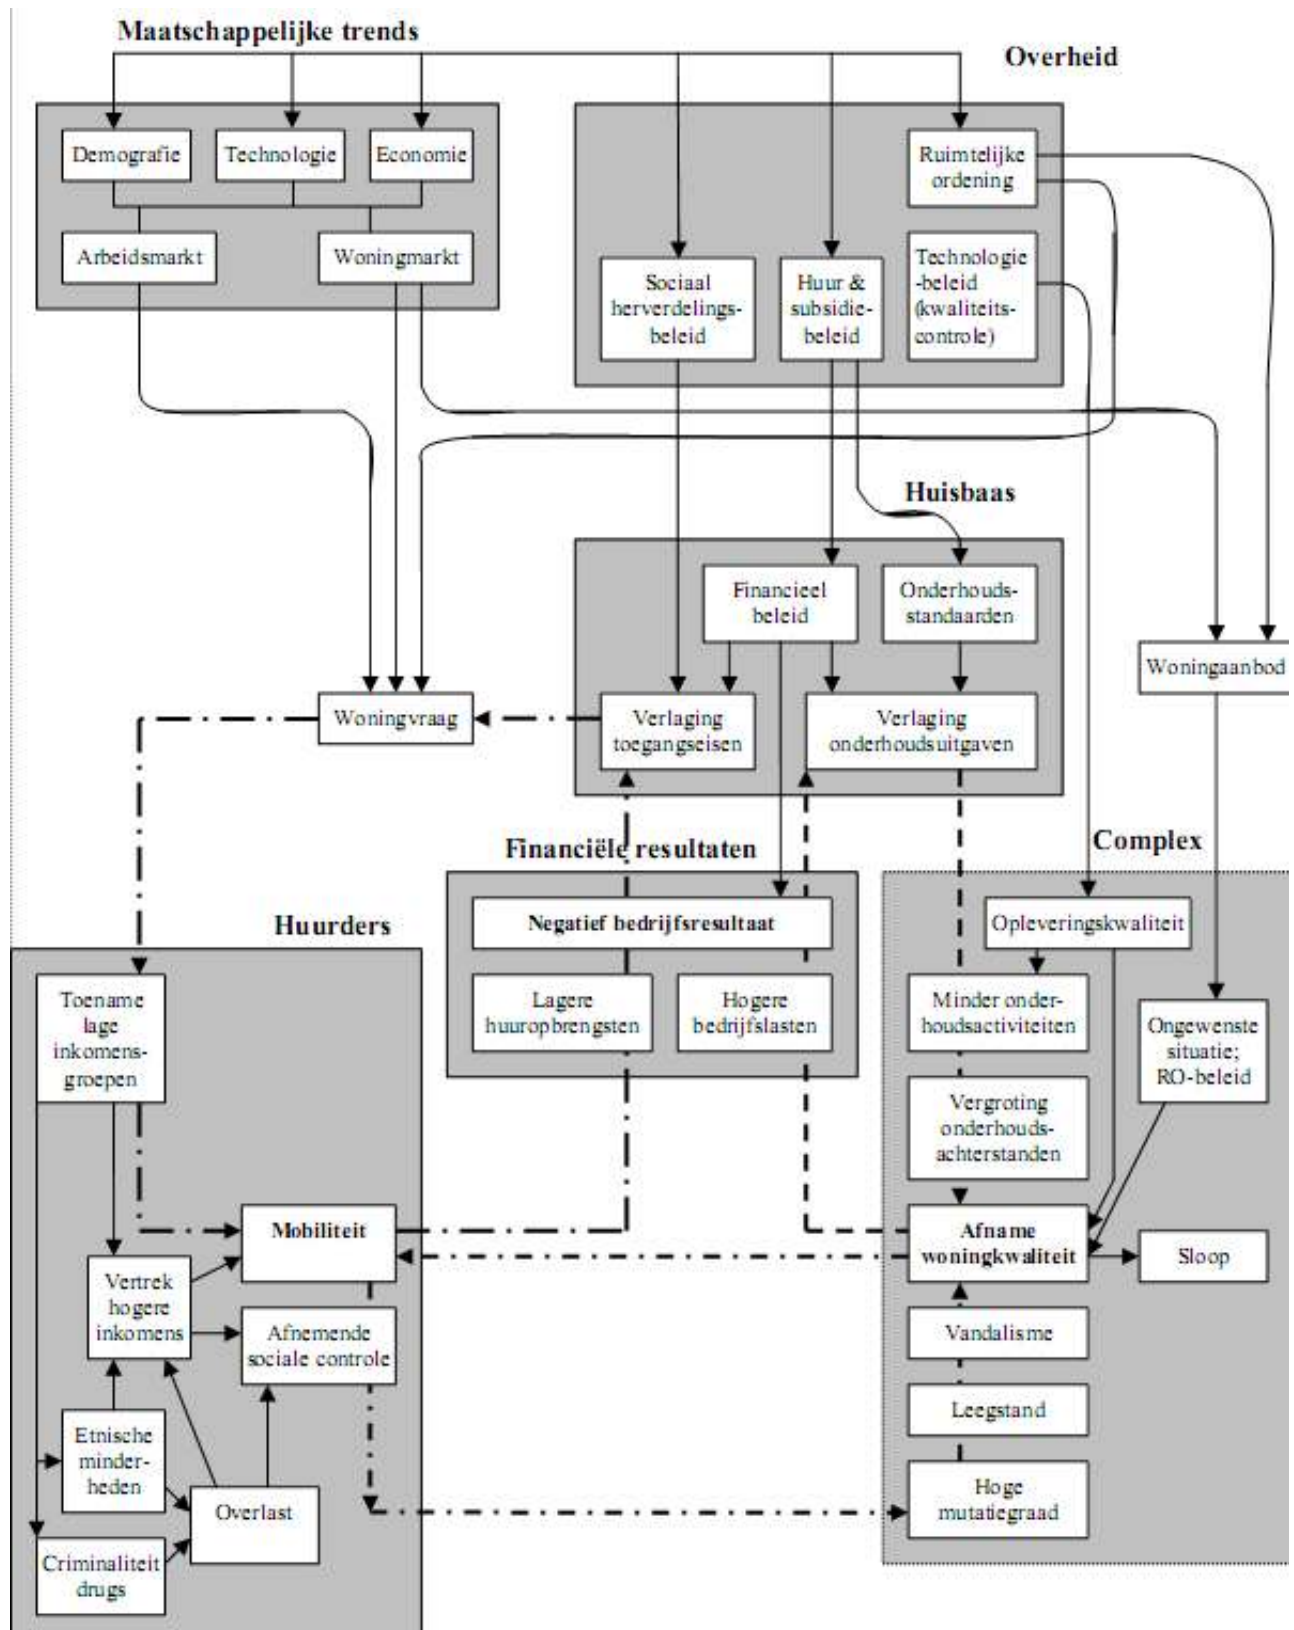 Maatschappelijke trends
Overheid
Demografie
Technologie
Economie
Arbeidsmarkt
Woningmarkt
Ruimtelijke
ordening
Sociaal
herverdelings-
beleid
Huur &
subsidie-
beleid
Technologie
-beleid
(kwaliteits-
controle)
Huisbaas
Financieel
beleid
Onderhouds-
standaarden
Woningaanbod
Woningvraag
Verlaging
toegangseisen
Verlaging
onderhoudsuitgaven
Financiële resultaten
Negatief bedrijfsresultaat
Lagere
huuropbrengsten
Hogere
bedrijfslasten
Complex
Opleveringskwaliteit
Minder onder-
houdsactiviteiten
Ongewenste
situatie;
RO-beleid
Vergroting
onderhouds-
achterstanden
Afname
woningkwaliteit
Sloop
Vandalisme
Leegstand
Hoge
mutatiegraad
Huurders
Toename
lage
inkomens-
groepen
Mobiliteit
Vertrek
hogere
inkomens
Afnemende
sociale controle
Etnische
minder-
heden
Overlast
Criminaliteit
drugs